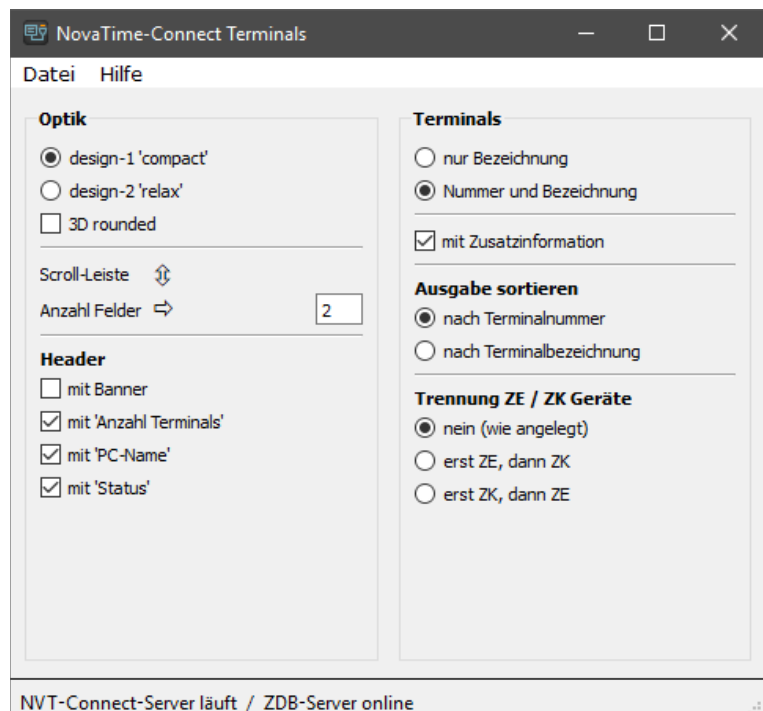 NovaTime-Connect Terminals
Datei Hilfe
Optik
design-1 'compact'
design-2 'relax'
3D rounded
Scroll-Leiste
Anzahl Felder
2
Header
mit Banner
mit 'Anzahl Terminals'
mit 'PC-Name'
mit 'Status'
Terminals
nur Bezeichnung
Nummer und Bezeichnung
mit Zusatzinformation
Ausgabe sortieren
nach Terminalnummer
nach Terminalbezeichnung
Trennung ZE / ZK Geräte
nein (wie angelegt)
erst ZE, dann ZK
erst ZK, dann ZE
NVT-Connect-Server läuft / ZDB-Server online